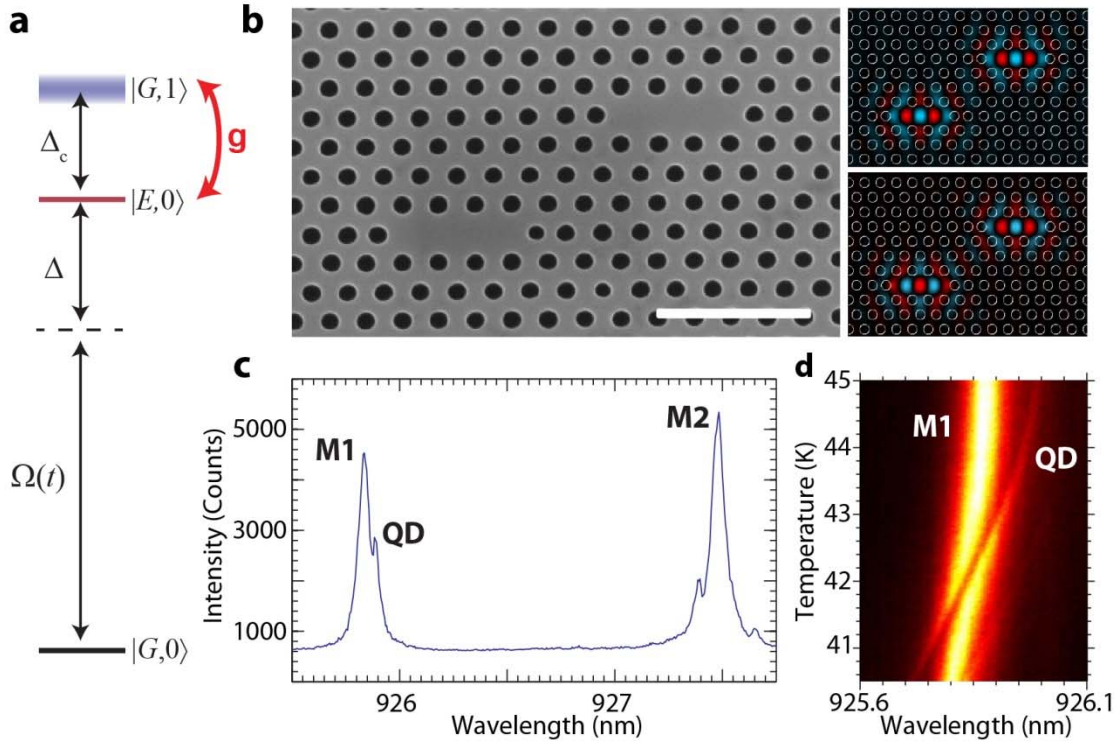 a
|G,1⟩
Δc
g
|E,0⟩
Δ
Ω(t)
|G,0⟩
b
c
5000
3000
1000
Intensity (Counts)
M1
QD
M2
926
927
Wavelength (nm)
d
45
44
43
42
41
Temperature (K)
M1
QD
925.6
926.1
Wavelength (nm)